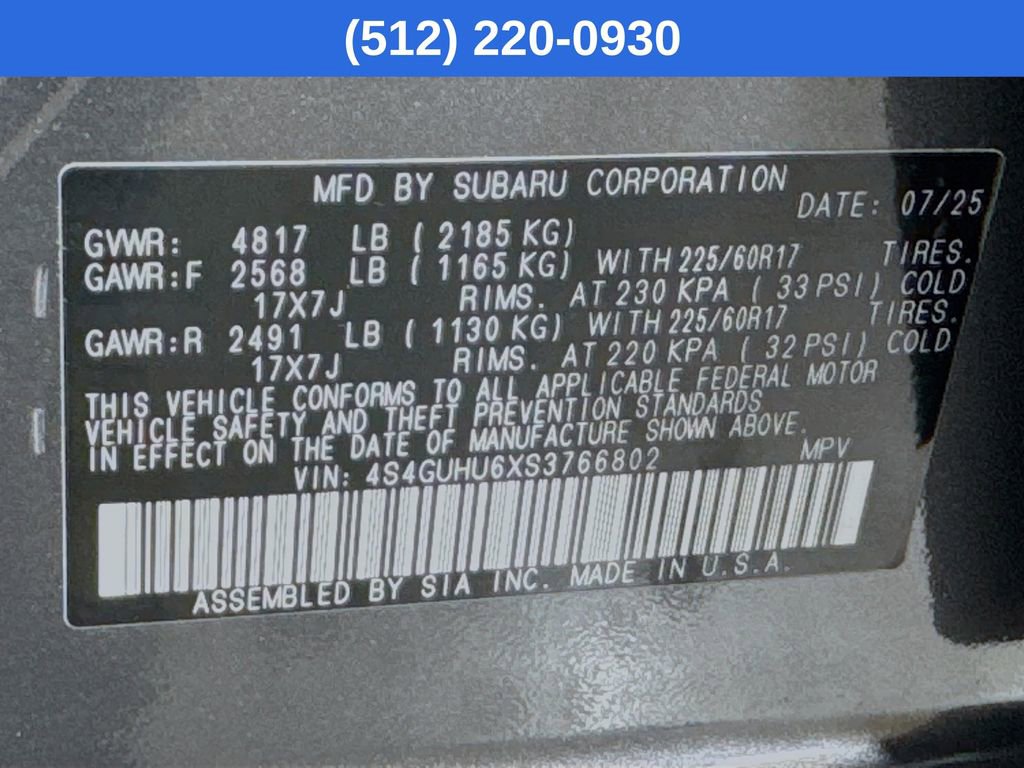 (512) 220-0930
MFD BY SUBARU CORPORATION
DATE: 07/25
GVWR: 4817 LB ( 2185 KG)
GAWR:F 2568 LB ( 1165 KG) WITH 225/60R17 TIRES.
17X7J RIMS. AT 230 KPA ( 33 PSI) COLD
GAWR:R 2491 LB ( 1130 KG) WITH 225/60R17 TIRES.
17X7J RIMS. AT 220 KPA ( 32 PSI) COLD
THIS VEHICLE CONFORMS TO ALL APPLICABLE FEDERAL MOTOR
VEHICLE SAFETY AND THEFT PREVENTION STANDARDS
IN EFFECT ON THE DATE OF MANUFACTURE SHOWN ABOVE.
VIN: 4S4GUHU6XS3766802 MPV
ASSEMBLED BY SIA INC. MADE IN U.S.A.